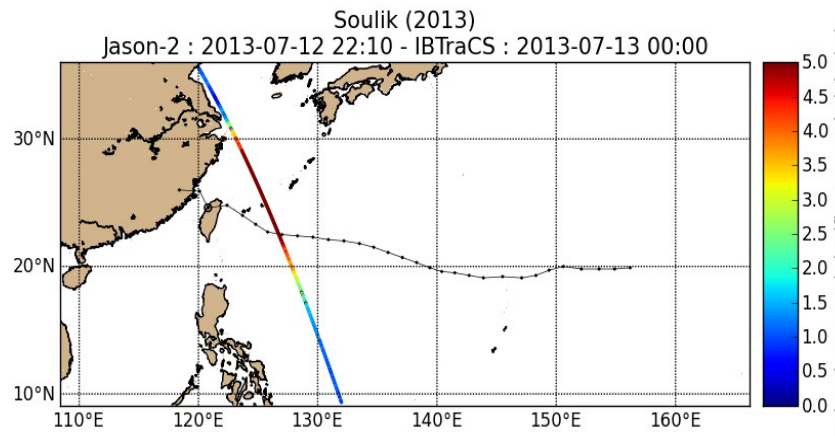 Soulik (2013)
Jason-2 : 2013-07-12 22:10 - IBTraCS : 2013-07-13 00:00
5.0
4.5
4.0
3.5
3.0
2.5
2.0
1.5
1.0
0.5
0.0
30°N
20°N
10°N
110°E 120°E 130°E 140°E 150°E 160°E